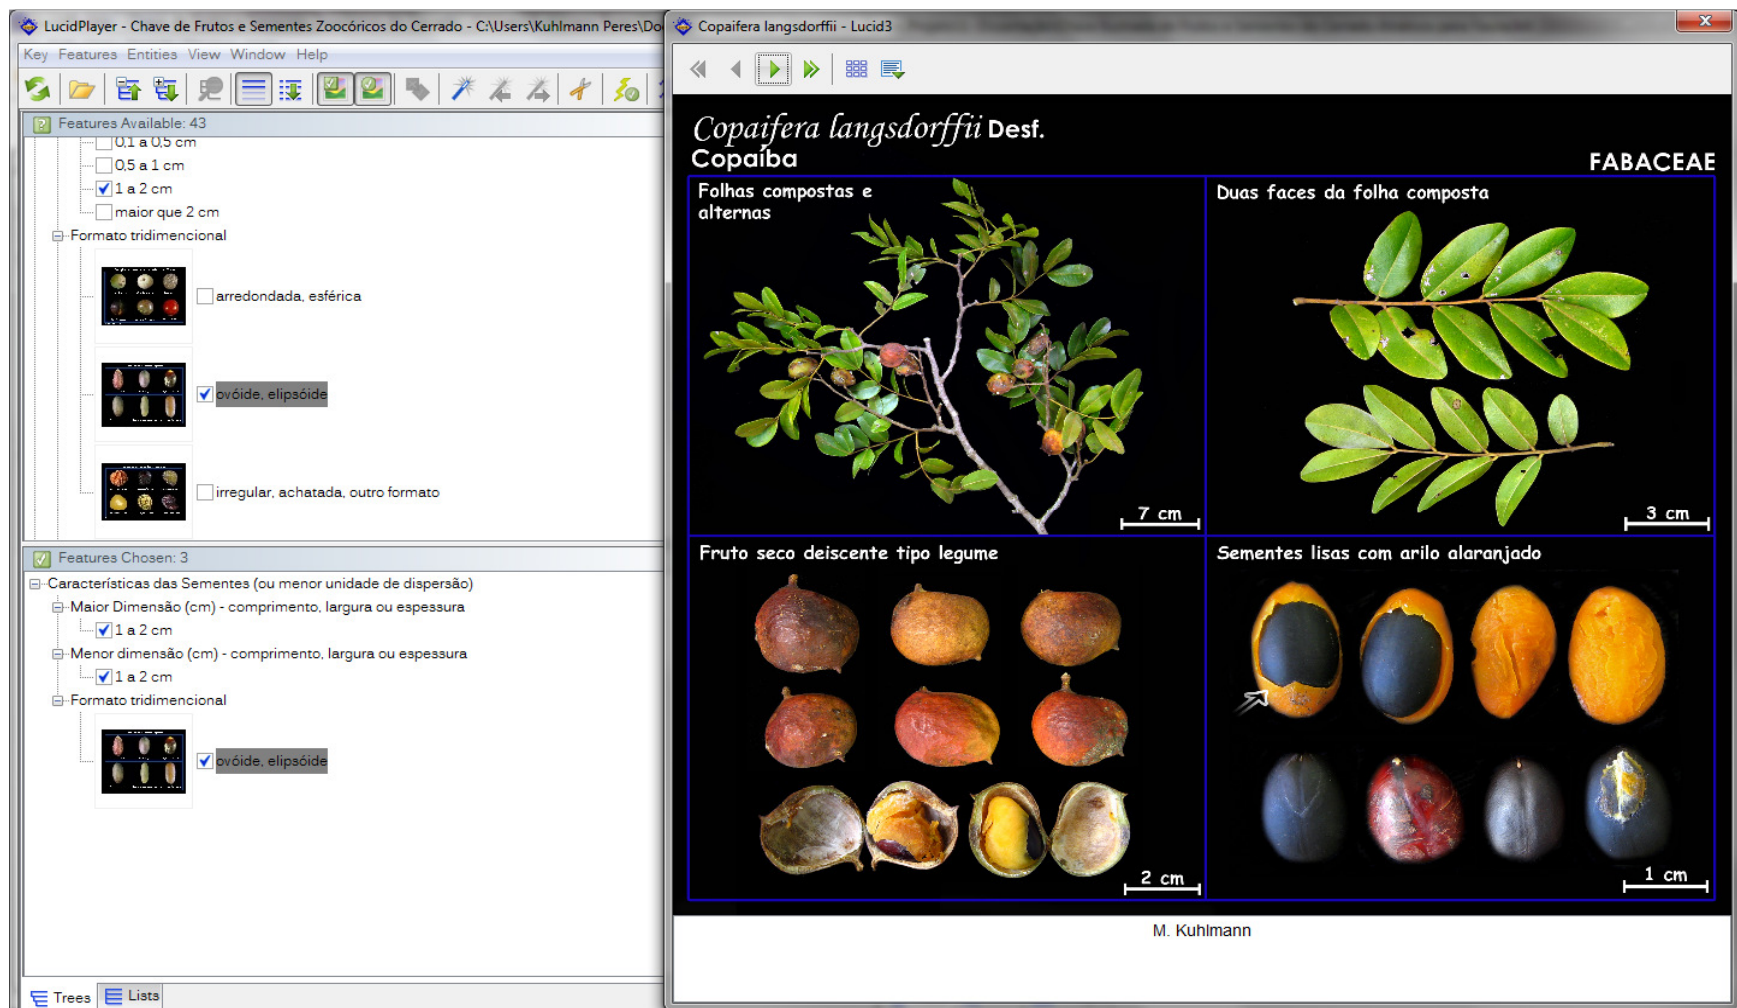 LucidPlayer - Chave de Frutos e Sementes Zoocóricos do Cerrado - C:\Users\Kuhlmann Peres\Do
Key Features Entities View Window Help
Features Available: 43
0,1 a 0,5 cm
0,5 a 1 cm
1 a 2 cm
maior que 2 cm
Formato tridimencional
arredondada, esférica
ovóide, elipsóide
irregular, achatada, outro formato
Features Chosen: 3
Características das Sementes (ou menor unidade de dispersão)
Maior Dimensão (cm) - comprimento, largura ou espessura
1 a 2 cm
Menor dimensão (cm) - comprimento, largura ou espessura
1 a 2 cm
Formato tridimencional
ovóide, elipsóide
Trees Lists
Copaifera langsdorffii - Lucid3
Copaifera langsdorffii Desf.
Copaíba
FABACEAE
Folhas compostas e
alternas
7 cm
Duas faces da folha composta
3 cm
Fruto seco deiscente tipo legume
2 cm
Sementes lisas com arilo alaranjado
1 cm
M. Kuhlmann